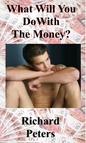 What Will You
DoWith
The Money?
Richard
Peters